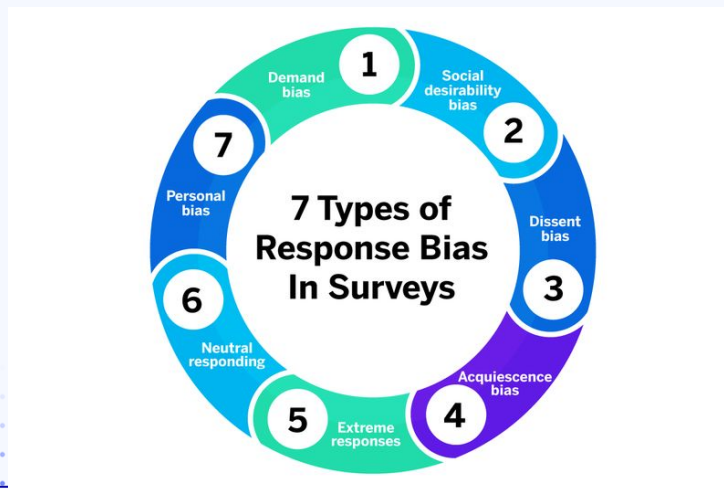 7 Types of
Response Bias
In Surveys
1
Demand
bias
2
Social
desirability
bias
3
Dissent
bias
4
Acquiescence
bias
5
Extreme
responses
6
Neutral
responding
7
Personal
bias